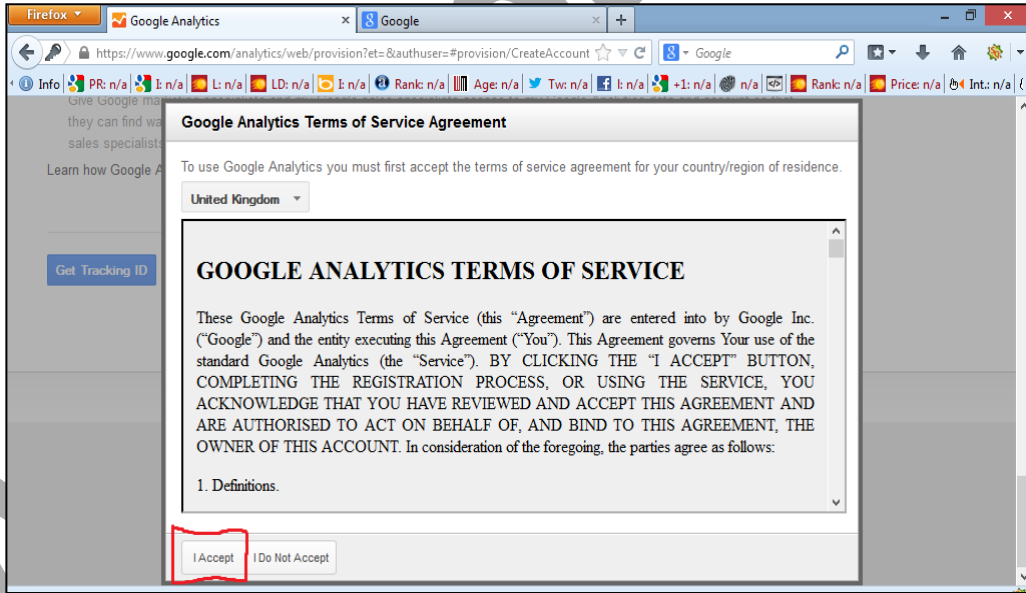 Firefox
Google Analytics
Google
https://www.google.com/analytics/web/provision?et=&authuser=#provision/CreateAccount
Google
Info PR: n/a I: n/a L: n/a LD: n/a I: n/a Rank: n/a Age: n/a Tw: n/a l: n/a +1: n/a n/a Rank: n/a Price: n/a Int.: n/a
Give Google ma
they can find wa
sales specialists
Learn how Google A
Get Tracking ID
Google Analytics Terms of Service Agreement
To use Google Analytics you must first accept the terms of service agreement for your country/region of residence.
United Kingdom
GOOGLE ANALYTICS TERMS OF SERVICE
These Google Analytics Terms of Service (this “Agreement”) are entered into by Google Inc.
(“Google”) and the entity executing this Agreement (“You”). This Agreement governs Your use of the
standard Google Analytics (the “Service”). BY CLICKING THE “I ACCEPT” BUTTON,
COMPLETING THE REGISTRATION PROCESS, OR USING THE SERVICE, YOU
ACKNOWLEDGE THAT YOU HAVE REVIEWED AND ACCEPT THIS AGREEMENT AND
ARE AUTHORISED TO ACT ON BEHALF OF, AND BIND TO THIS AGREEMENT, THE
OWNER OF THIS ACCOUNT. In consideration of the foregoing, the parties agree as follows:
1. Definitions.
I Accept
I Do Not Accept